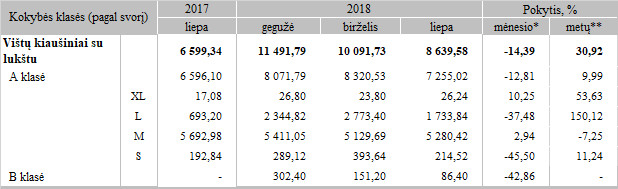 Kokybės klasės (pagal svorį) 2017 2018 Pokytis, %
liepa gegužė birželis liepa mėnesio* metų**
Vištų kiaušiniai su lukštu 6 599,34 11 491,79 10 091,73 8 639,58 -14,39 30,92
A klasė 6 596,10 8 071,79 8 320,53 7 255,02 -12,81 9,99
XL 17,08 26,80 23,80 26,24 10,25 53,63
L 693,20 2 344,82 2 773,40 1 733,84 -37,48 150,12
M 5 692,98 5 411,05 5 129,69 5 280,42 2,94 -7,25
S 192,84 289,12 393,64 214,52 -45,50 11,24
B klasė - 302,40 151,20 86,40 -42,86 -